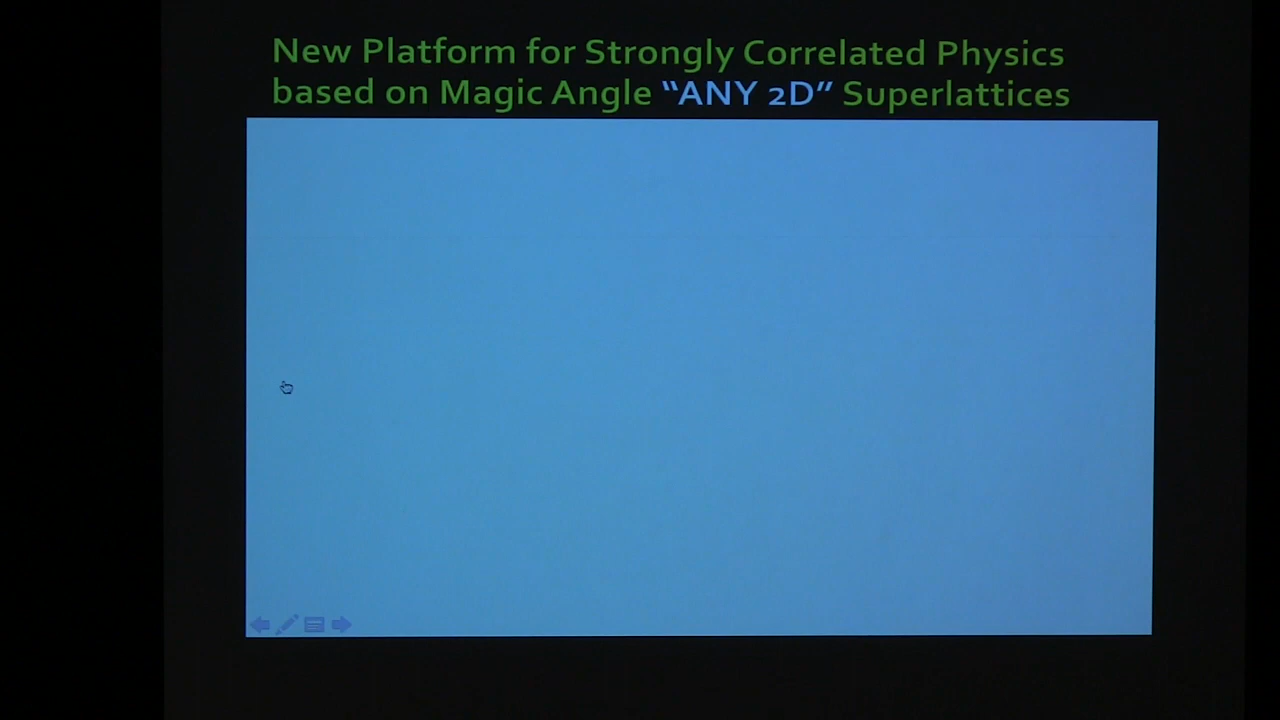 New Platform for Strongly Correlated Physics
based on Magic Angle “ANY 2D” Superlattices